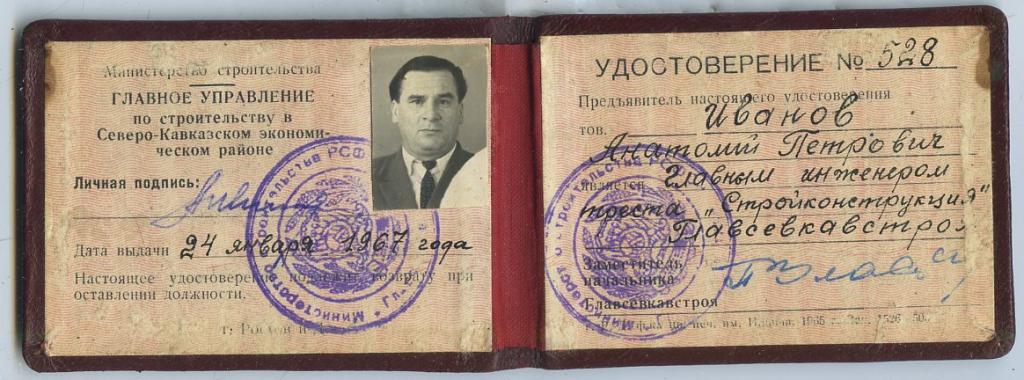 Министерство строительства
ГЛАВНОЕ УПРАВЛЕНИЕ
по строительству в
Северо-Кавказском экономи-
ческом районе
Личная подпись:
Дата выдачи 24 января 1967 года
Настоящее удостоверение подлежит возврату при
оставлении должности.
г. Ростов н/Д
УДОСТОВЕРЕНИЕ № 528
Предъявитель настоящего удостоверения
тов. Иванов
Анатолий Петрович
является Главным инженером
треста „Стройконструкция"
Главсевкавстроя
Заместитель
начальника
Главсевкавстроя